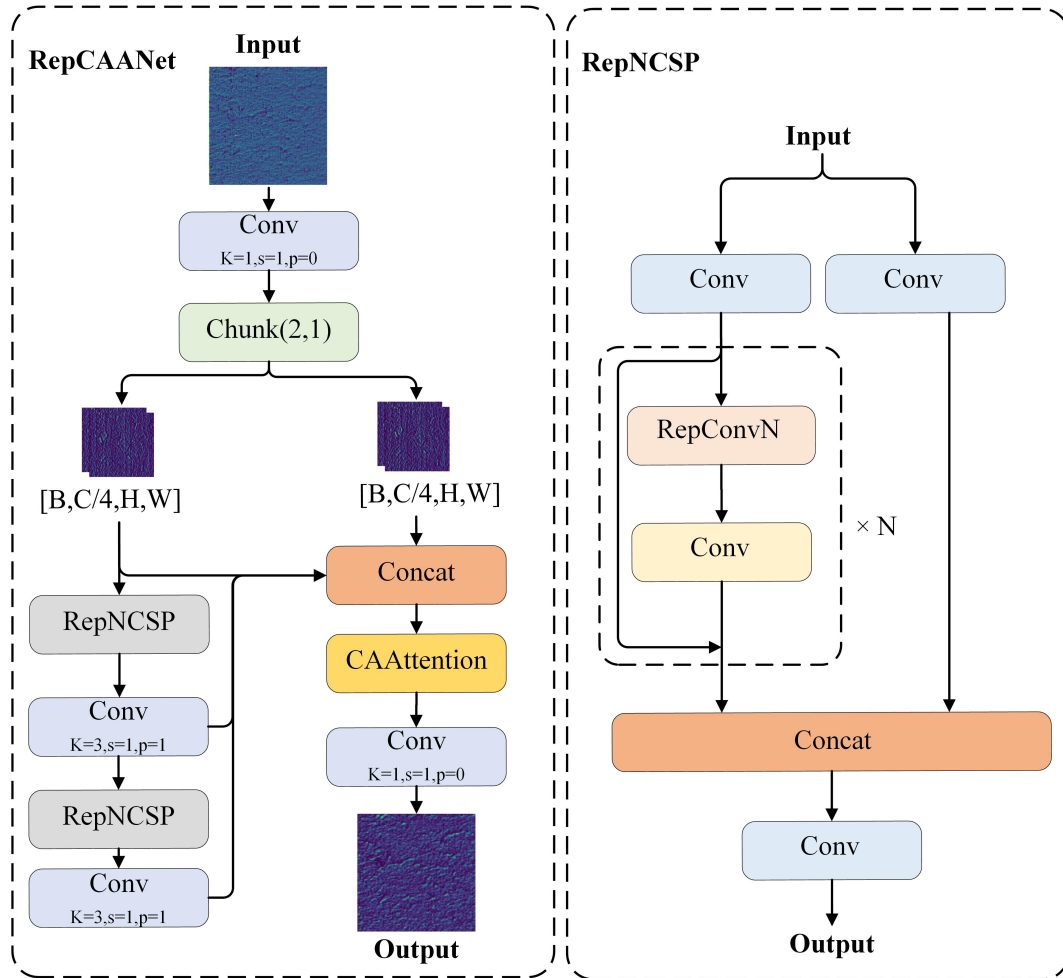 RepCAANet
Input
Conv
K=1,s=1,p=0
Chunk(2,1)
[B,C/4,H,W]
[B,C/4,H,W]
Concat
RepNCSP
CAAttention
Conv
K=3,s=1,p=1
Conv
K=1,s=1,p=0
RepNCSP
Conv
K=3,s=1,p=1
Output
RepNCSP
Input
Conv
Conv
RepConvN
Conv
× N
Concat
Conv
Output